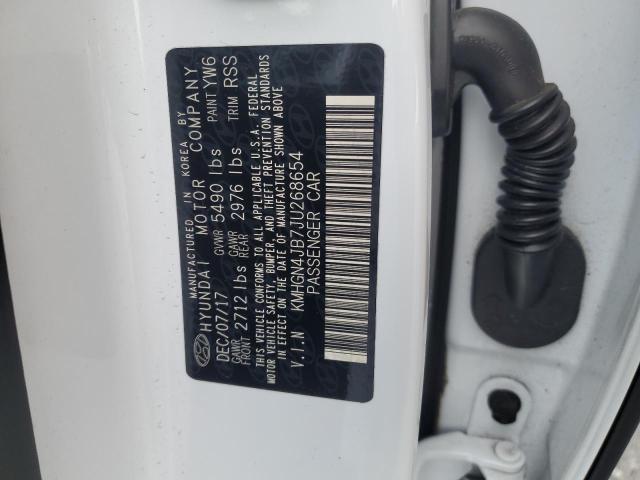 MANUFACTURED IN KOREA BY
HYUNDAI MOTOR COMPANY
DEC/07/17 GVWR 5490 lbs PAINT YW6
GAWR FRONT 2712 lbs GAWR REAR 2976 lbs TRIM RSS
THIS VEHICLE CONFORMS TO ALL APPLICABLE U.S.A. FEDERAL
MOTOR VEHICLE SAFETY, BUMPER, AND THEFT PREVENTION STANDARDS
IN EFFECT ON THE DATE OF MANUFACTURE SHOWN ABOVE
V.I.N KMHGN4JB7JU268654
PASSENGER CAR